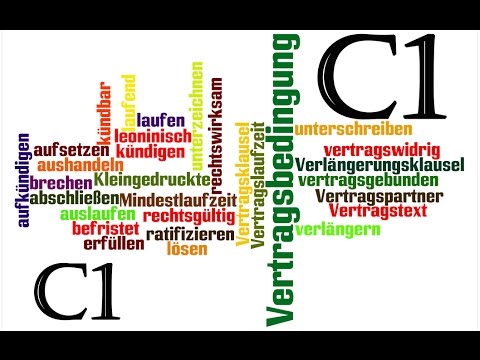 C1
aufkündigen
aufsetzen
aushandeln
brechen
abschließen
auslaufen
befristet
erfüllen
kündbar
laufend
laufen
leoninisch
kündigen
Kleingedruckte
Mindestlaufzeit
rechtsgültig
ratifizieren
lösen
unterzeichnen
rechtswirksam
Vertragsklausel
Vertragslaufzeit
Vertragsbedingung
unterschreiben
vertragswidrig
Verlängerungsklausel
vertragsgebunden
Vertragspartner
Vertragstext
verlängern
C1